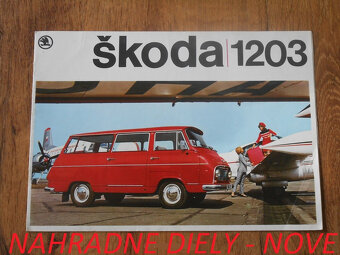 škoda 1203
NAHRADNE DIELY - NOVE